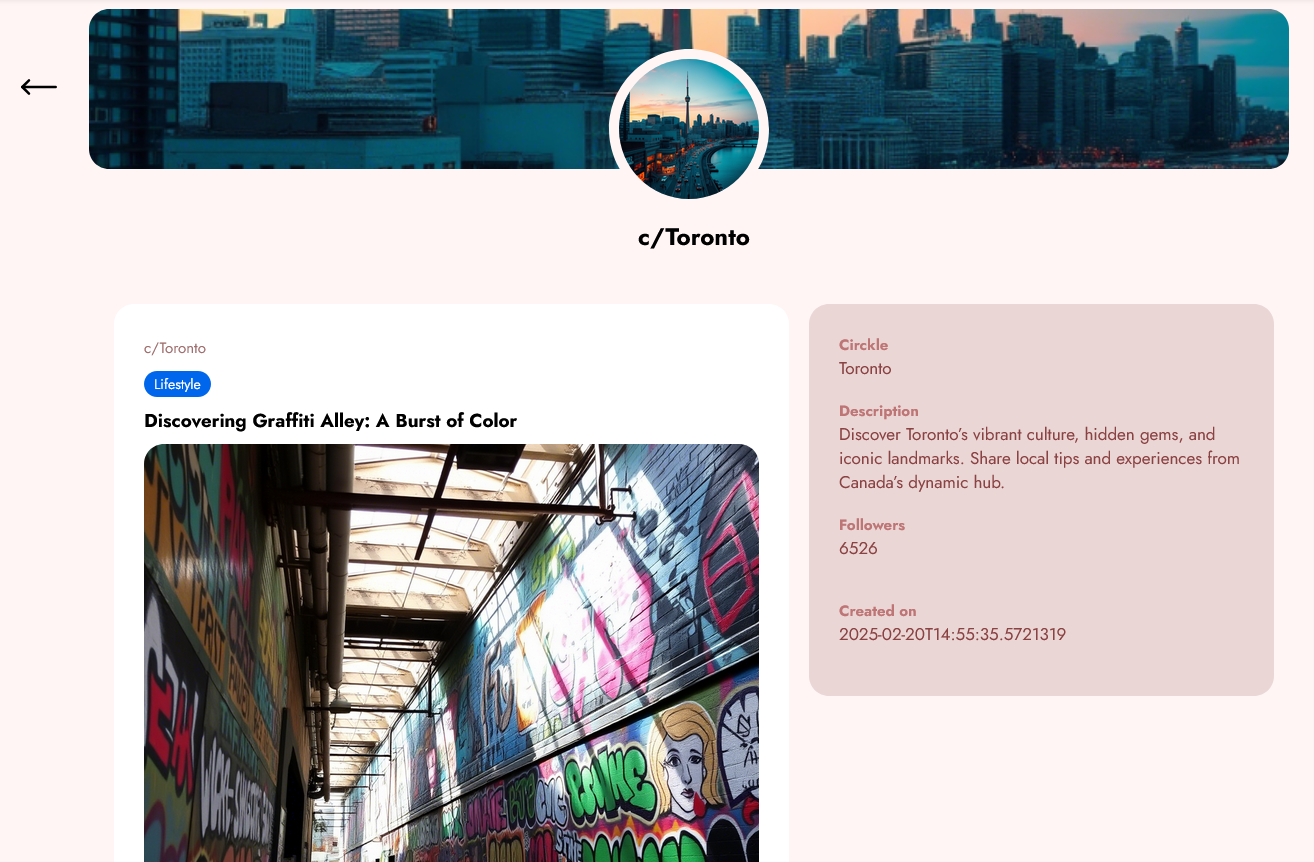 c/Toronto
c/Toronto
Lifestyle
Discovering Graffiti Alley: A Burst of Color
Circkle
Toronto
Description
Discover Toronto’s vibrant culture, hidden gems, and
iconic landmarks. Share local tips and experiences from
Canada’s dynamic hub.
Followers
6526
Created on
2025-02-20T14:55:35.5721319